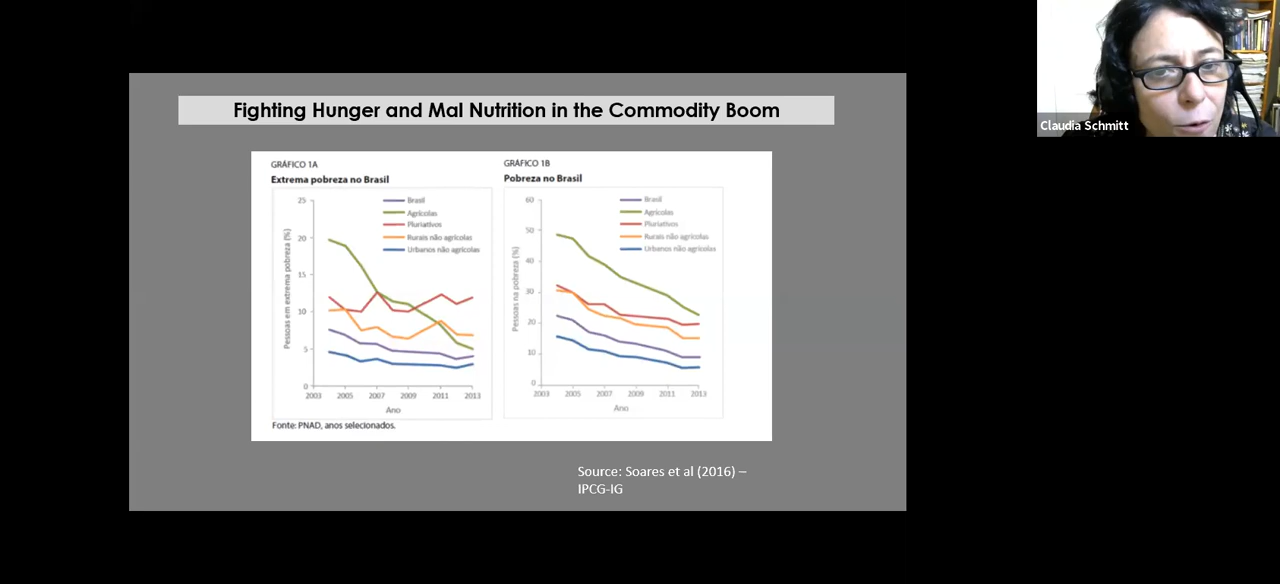 Fighting Hunger and Mal Nutrition in the Commodity Boom
Claudia Schmitt
GRÁFICO 1A
Extrema pobreza no Brasil
25
20
15
10
5
0
Pessoas em extrema pobreza (%)
Brasil
Agrícolas
Pluriativos
Rurais não agrícolas
Urbanos não agrícolas
2003 2005 2007 2009 2011 2013
Ano
Fonte: PNAD, anos selecionados.
GRÁFICO 1B
Pobreza no Brasil
60
50
40
30
20
10
0
Pessoas na pobreza (%)
Brasil
Agrícolas
Pluriativos
Rurais não agrícolas
Urbanos não agrícolas
2003 2005 2007 2009 2011 2013
Ano
Source: Soares et al (2016) –
IPCG-IG